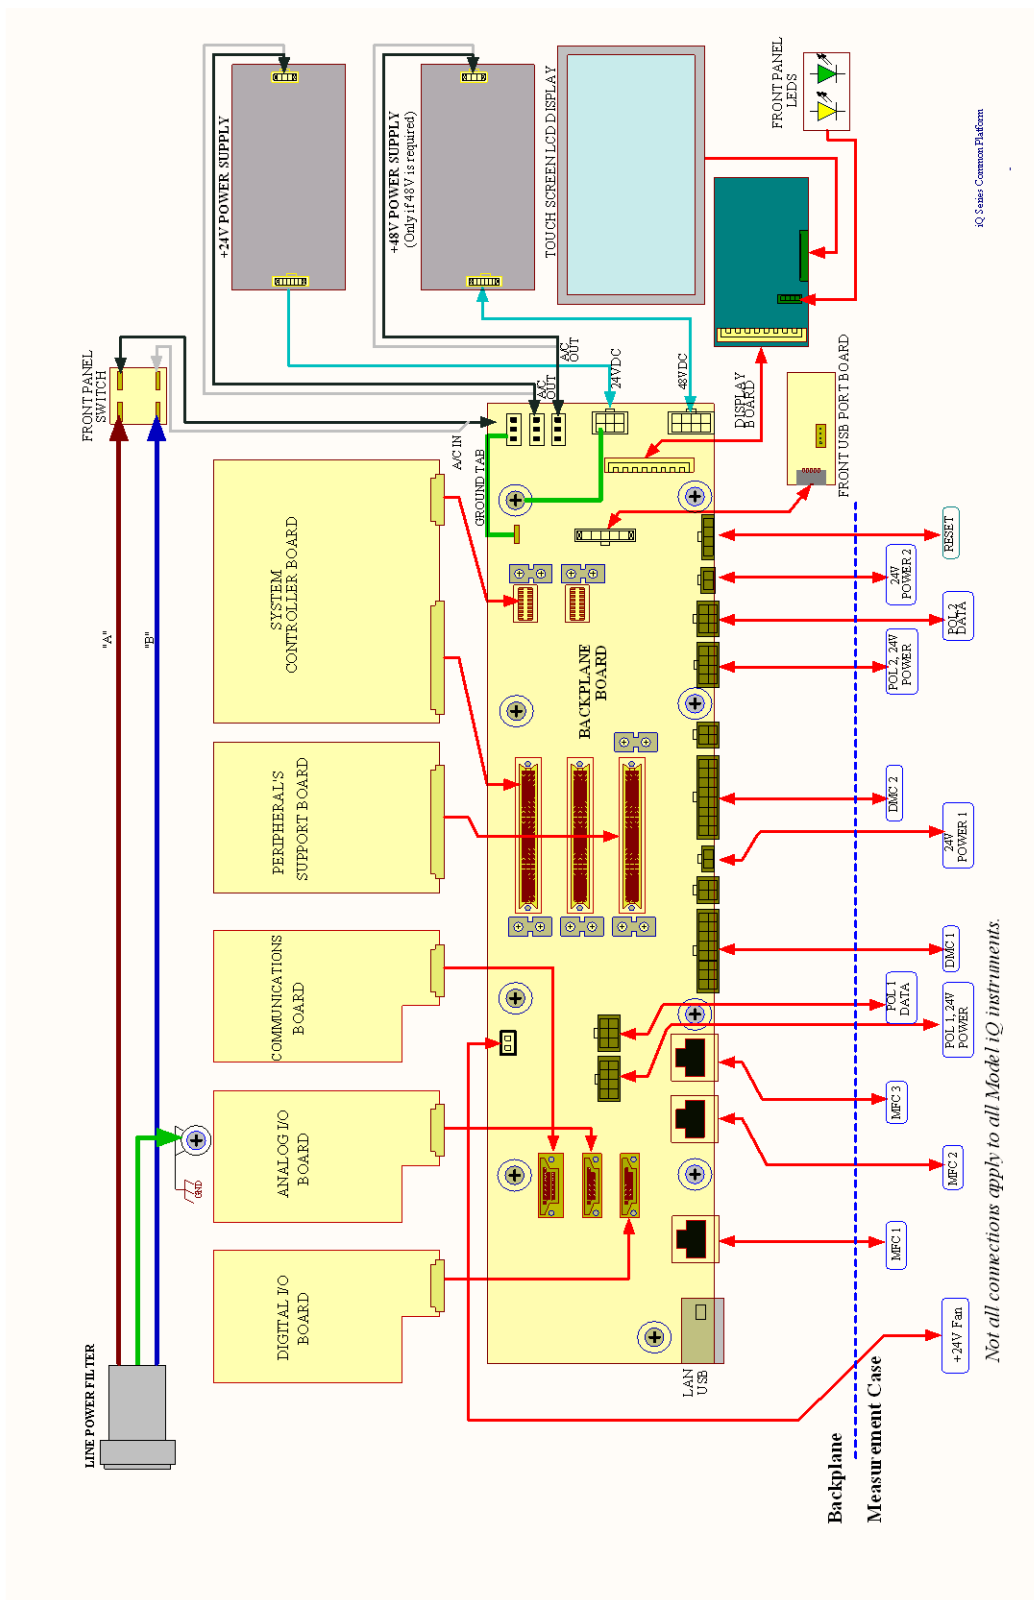 LINE POWER FILTER
"A"
"B"
GND
FRONT PANEL
SWITCH
+24V POWER SUPPLY
+48V POWER SUPPLY
(Only if 48V is required)
TOUCH SCREEN LCD DISPLAY
FRONT PANEL
LEDS
DIGITAL I/O
BOARD
ANALOG I/O
BOARD
COMMUNICATIONS
BOARD
PERIPHERAL'S
SUPPORT BOARD
SYSTEM
CONTROLLER BOARD
A/C IN
GROUND TAB
A/C
OUT
A/C
OUT
24VDC
48VDC
DISPLAY
BOARD
FRONT USB PORT BOARD
BACKPLANE
BOARD
LAN
USB
Backplane
Measurement Case
+24V Fan
MFC 1
MFC 2
MFC 3
POL 1, 24V
POWER
POL 1
DATA
DMC 1
24V
POWER 1
DMC 2
POL 2, 24V
POWER
POL 2
DATA
24V
POWER 2
RESET
Not all connections apply to all Model iQ instruments.
iQ Series Common Platform
-